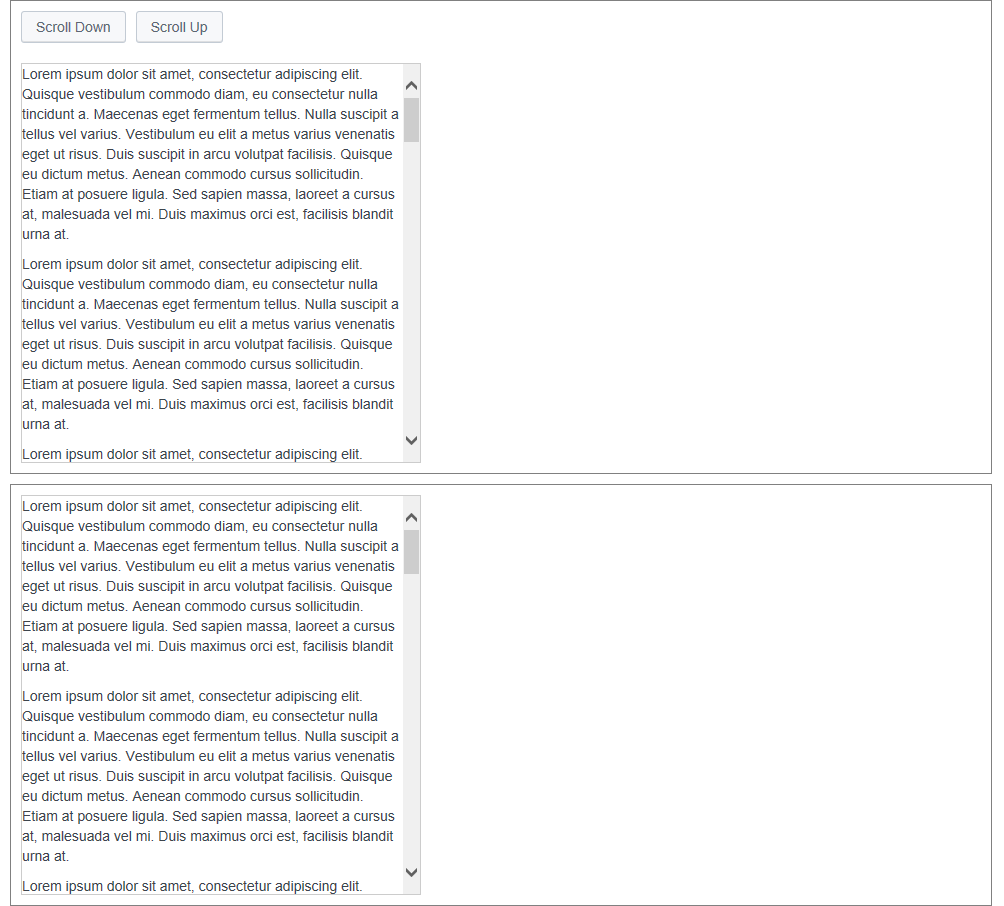 Scroll Down Scroll Up
Lorem ipsum dolor sit amet, consectetur adipiscing elit.
Quisque vestibulum commodo diam, eu consectetur nulla
tincidunt a. Maecenas eget fermentum tellus. Nulla suscipit a
tellus vel varius. Vestibulum eu elit a metus varius venenatis
eget ut risus. Duis suscipit in arcu volutpat facilisis. Quisque
eu dictum metus. Aenean commodo cursus sollicitudin.
Etiam at posuere ligula. Sed sapien massa, laoreet a cursus
at, malesuada vel mi. Duis maximus orci est, facilisis blandit
urna at.
Lorem ipsum dolor sit amet, consectetur adipiscing elit.
Quisque vestibulum commodo diam, eu consectetur nulla
tincidunt a. Maecenas eget fermentum tellus. Nulla suscipit a
tellus vel varius. Vestibulum eu elit a metus varius venenatis
eget ut risus. Duis suscipit in arcu volutpat facilisis. Quisque
eu dictum metus. Aenean commodo cursus sollicitudin.
Etiam at posuere ligula. Sed sapien massa, laoreet a cursus
at, malesuada vel mi. Duis maximus orci est, facilisis blandit
urna at.
Lorem ipsum dolor sit amet, consectetur adipiscing elit.
Lorem ipsum dolor sit amet, consectetur adipiscing elit.
Quisque vestibulum commodo diam, eu consectetur nulla
tincidunt a. Maecenas eget fermentum tellus. Nulla suscipit a
tellus vel varius. Vestibulum eu elit a metus varius venenatis
eget ut risus. Duis suscipit in arcu volutpat facilisis. Quisque
eu dictum metus. Aenean commodo cursus sollicitudin.
Etiam at posuere ligula. Sed sapien massa, laoreet a cursus
at, malesuada vel mi. Duis maximus orci est, facilisis blandit
urna at.
Lorem ipsum dolor sit amet, consectetur adipiscing elit.
Quisque vestibulum commodo diam, eu consectetur nulla
tincidunt a. Maecenas eget fermentum tellus. Nulla suscipit a
tellus vel varius. Vestibulum eu elit a metus varius venenatis
eget ut risus. Duis suscipit in arcu volutpat facilisis. Quisque
eu dictum metus. Aenean commodo cursus sollicitudin.
Etiam at posuere ligula. Sed sapien massa, laoreet a cursus
at, malesuada vel mi. Duis maximus orci est, facilisis blandit
urna at.
Lorem ipsum dolor sit amet, consectetur adipiscing elit.